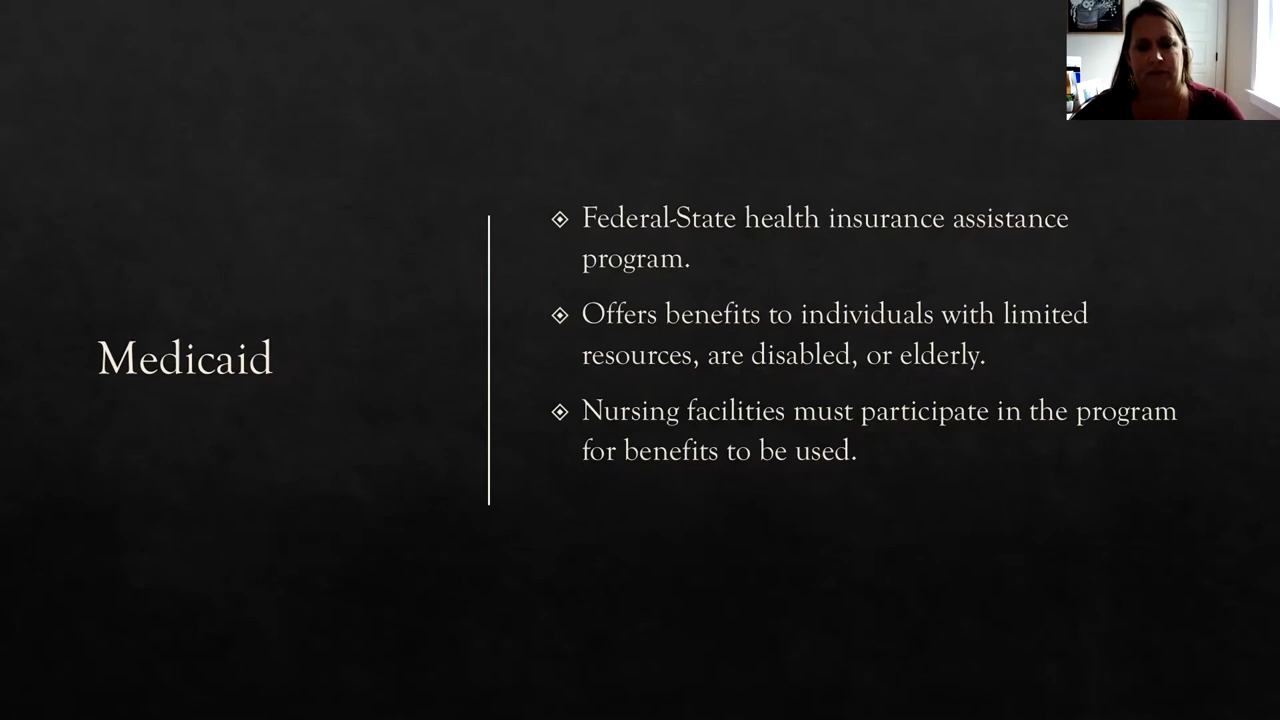 Medicaid
Federal-State health insurance assistance
program.
Offers benefits to individuals with limited
resources, are disabled, or elderly.
Nursing facilities must participate in the program
for benefits to be used.